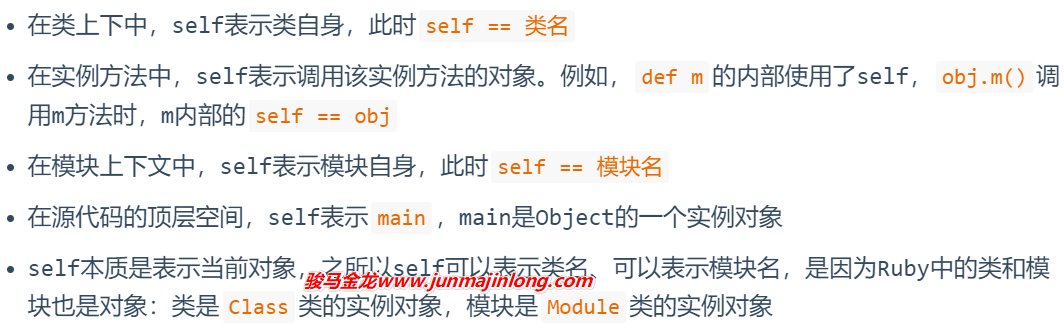 • 在类上下中，self表示类自身，此时 self == 类名
• 在实例方法中，self表示调用该实例方法的对象。例如， def m 的内部使用了self， obj.m() 调
用m方法时，m内部的 self == obj
• 在模块上下文中，self表示模块自身，此时 self == 模块名
• 在源代码的顶层空间，self表示 main ，main是Object的一个实例对象
• self本质是表示当前对象，之所以self可以表示类名、可以表示模块名，是因为Ruby中的类和模
骏马金龙www.junmajinlong.com
块也是对象：类是 Class 类的实例对象，模块是 Module 类的实例对象